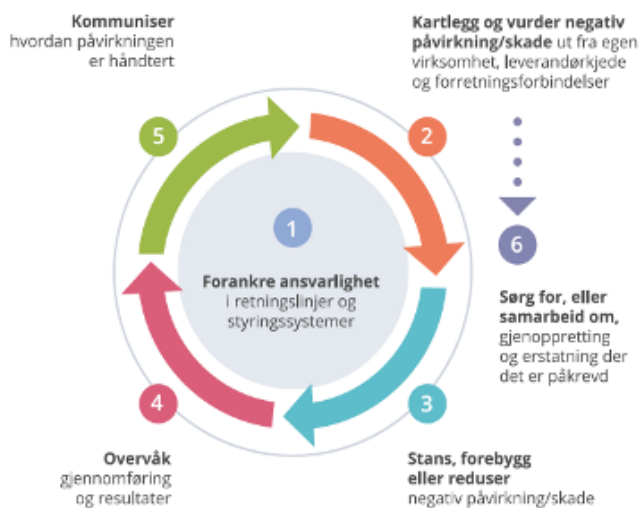 Kommuniser
hvordan påvirkningen
er håndtert
5
Kartlegg og vurder negativ
påvirkning/skade ut fra egen
virksomhet, leverandørkjede
og forretningsforbindelser
2
1
Forankre ansvarlighet
i retningslinjer og
styringssystemer
6
Sørg for, eller
samarbeid om,
gjenoppretting
og erstatning der
det er påkrevd
4
Overvåk
gjennomføring
og resultater
3
Stans, forebygg
eller reduser
negativ påvirkning/skade